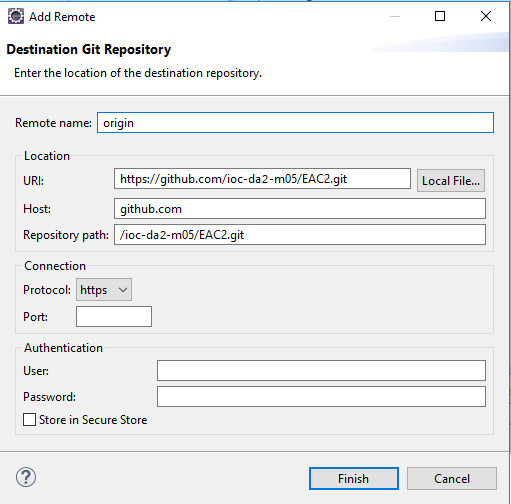 Add Remote
Destination Git Repository
Enter the location of the destination repository.
Remote name: origin
Location
URI: https://github.com/ioc-da2-m05/EAC2.git Local File...
Host: github.com
Repository path: /ioc-da2-m05/EAC2.git
Connection
Protocol: https
Port:
Authentication
User:
Password:
Store in Secure Store
? Finish Cancel